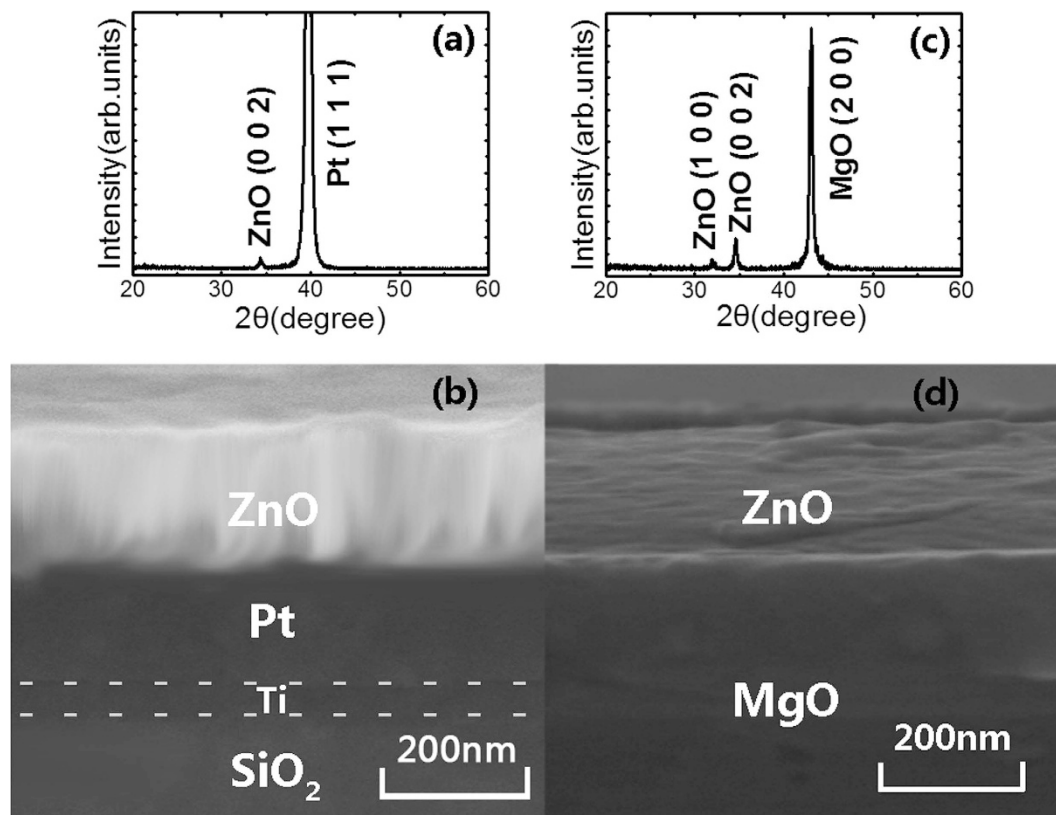 (a)
Intensity(arb.units)
ZnO (0 0 2)
Pt (1 1 1)
20 30 40 50 60
2θ(degree)
(c)
Intensity(arb.units)
ZnO (1 0 0)
ZnO (0 0 2)
MgO (2 0 0)
20 30 40 50 60
2θ(degree)
(b)
ZnO
Pt
Ti
SiO₂
200nm
(d)
ZnO
MgO
200nm